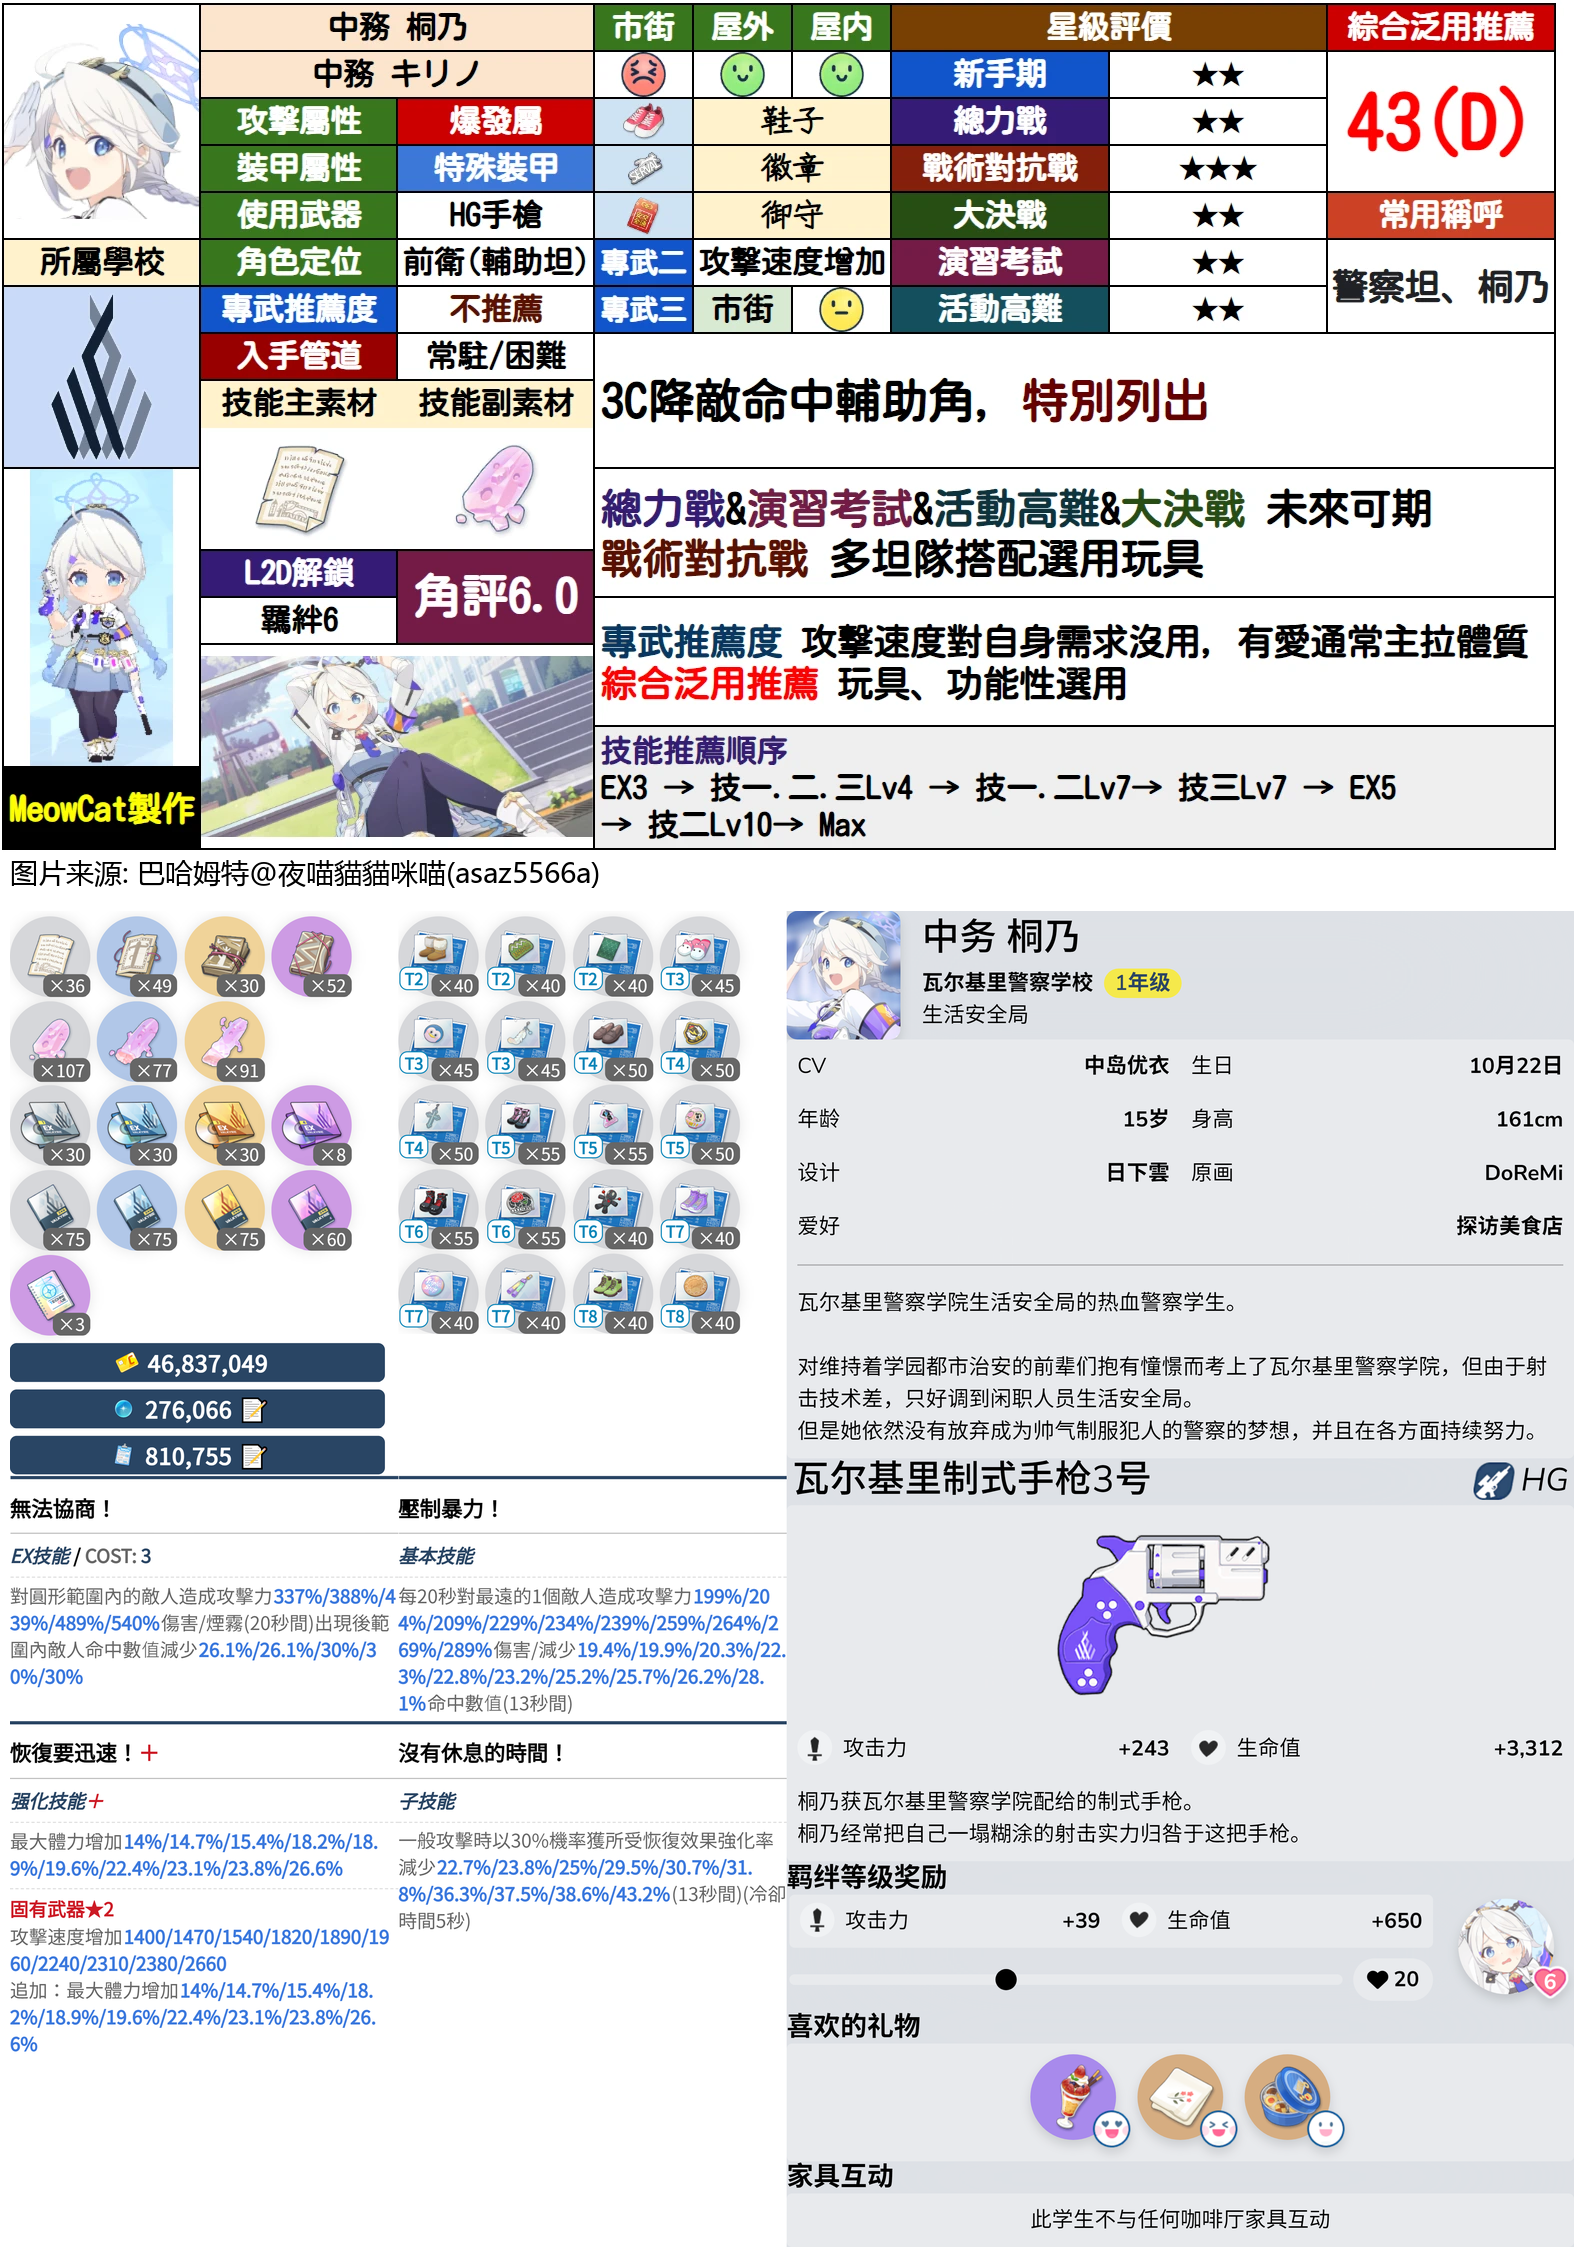 中務 桐乃
市街 屋外 屋内
星級評價
綜合泛用推薦
中務 キリノ
新手期 ★★
43(D)
攻擊屬性 爆發屬
鞋子
總力戰 ★★
裝甲屬性 特殊裝甲
徽章
戰術對抗戰 ★★★
使用武器 HG手槍
御守
大決戰 ★★
常用稱呼
所屬學校
角色定位 前衛(輔助坦)
專武二 攻擊速度增加
演習考試 ★★
警察坦、桐乃
專武推薦度 不推薦
專武三 市街
活動高難 ★★
入手管道 常駐/困難
技能主素材 技能副素材
3C降敵命中輔助角, 特別列出
總力戰&演習考試&活動高難&大決戰 未來可期
戰術對抗戰 多坦隊搭配選用玩具
L2D解鎖
角評6.0
羈絆6
專武推薦度 攻擊速度對自身需求沒用, 有愛通常主拉體質
綜合泛用推薦 玩具、功能性選用
技能推薦順序
EX3 → 技一.二.三Lv4 → 技一.二Lv7→ 技三Lv7 → EX5
→ 技二Lv10→ Max
MeowCat製作
图片来源: 巴哈姆特@夜喵貓貓咪喵(asaz5566a)
×36 ×49 ×30 ×52
×107 ×77 ×91
×30 ×30 ×30 ×8
×75 ×75 ×75 ×60
×3
46,837,049
276,066
810,755
T2 ×40 T2 ×40 T2 ×40 T3 ×45
T3 ×45 T3 ×45 T4 ×50 T4 ×50
T4 ×50 T5 ×55 T5 ×55 T5 ×50
T6 ×55 T6 ×55 T6 ×40 T7 ×40
T7 ×40 T7 ×40 T8 ×40 T8 ×40
無法協商！
EX技能 / COST: 3
對圓形範圍內的敵人造成攻擊力337%/388%/4
39%/489%/540%傷害/煙霧(20秒間)出現後範
圍內敵人命中數值減少26.1%/26.1%/30%/3
0%/30%
壓制暴力！
基本技能
每20秒對最遠的1個敵人造成攻擊力199%/20
4%/209%/229%/234%/239%/259%/264%/2
69%/289%傷害/減少19.4%/19.9%/20.3%/22.
3%/22.8%/23.2%/25.2%/25.7%/26.2%/28.
1%命中數值(13秒間)
恢復要迅速！＋
强化技能＋
最大體力增加14%/14.7%/15.4%/18.2%/18.
9%/19.6%/22.4%/23.1%/23.8%/26.6%
固有武器★2
攻擊速度增加1400/1470/1540/1820/1890/19
60/2240/2310/2380/2660
追加：最大體力增加14%/14.7%/15.4%/18.
2%/18.9%/19.6%/22.4%/23.1%/23.8%/26.
6%
沒有休息的時間！
子技能
一般攻擊時以30%機率獲所受恢復效果強化率
減少22.7%/23.8%/25%/29.5%/30.7%/31.
8%/36.3%/37.5%/38.6%/43.2%(13秒間)(冷卻
時間5秒)
中务 桐乃
瓦尔基里警察学校 1年级
生活安全局
CV 中岛优衣 生日 10月22日
年龄 15岁 身高 161cm
设计 日下雲 原画 DoReMi
爱好 探访美食店
瓦尔基里警察学院生活安全局的热血警察学生。
对维持着学园都市治安的前辈们抱有憧憬而考上了瓦尔基里警察学院，但由于射
击技术差，只好调到闲职人员生活安全局。
但是她依然没有放弃成为帅气制服犯人的警察的梦想，并且在各方面持续努力。
瓦尔基里制式手枪3号 HG
攻击力 +243 生命值 +3,312
桐乃获瓦尔基里警察学院配给的制式手枪。
桐乃经常把自己一塌糊涂的射击实力归咎于这把手枪。
羁绊等级奖励
攻击力 +39 生命值 +650
20
6
喜欢的礼物
家具互动
此学生不与任何咖啡厅家具互动